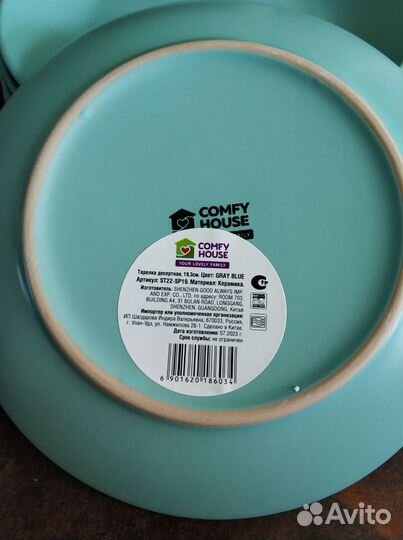 COMFY
HOUSE
FAMILY
COMFY
HOUSE
YOUR LOVELY FAMILY
Тарелка десертная, 19,3см. Цвет: GRAY BLUE
Артикул: ST22-SP19. Материал: Керамика.
Изготовитель: SHENZHEN GOOD ALWAYS IMP.
AND EXP. CO., LTD, по адресу: ROOM 703,
BUILDING A4, 31 BULAN ROAD, LONGGANG,
SHENZHEN, GUANGDONG, Китай
Импортер или уполномоченная организация:
ИП Шагдарова Индира Валерьевна, 670033, Россия,
г. Улан-Удэ, ул. Намжилова 26-1. Сделано в Китае.
Дата изготовления: 07.2023 г.
Срок службы: не ограничен
6 901620 186034
Avito